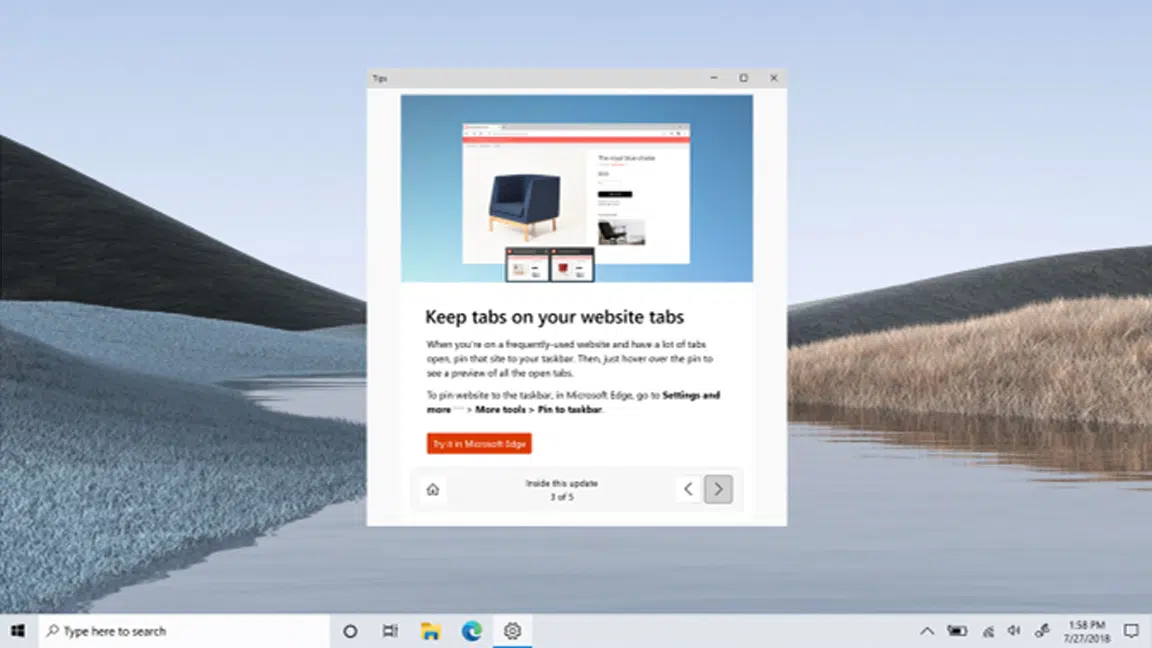 Tips
The royal blue chair
Keep tabs on your website tabs
When you're on a frequently-used website and have a lot of tabs
open, pin that site to your taskbar. Then, just hover over the pin to
see a preview of all the open tabs.
To pin website to the taskbar, in Microsoft Edge, go to Settings and
more ··· > More tools > Pin to taskbar.
Try it in Microsoft Edge
Inside this update
3 of 5
Type here to search
1:58 PM
7/27/2018